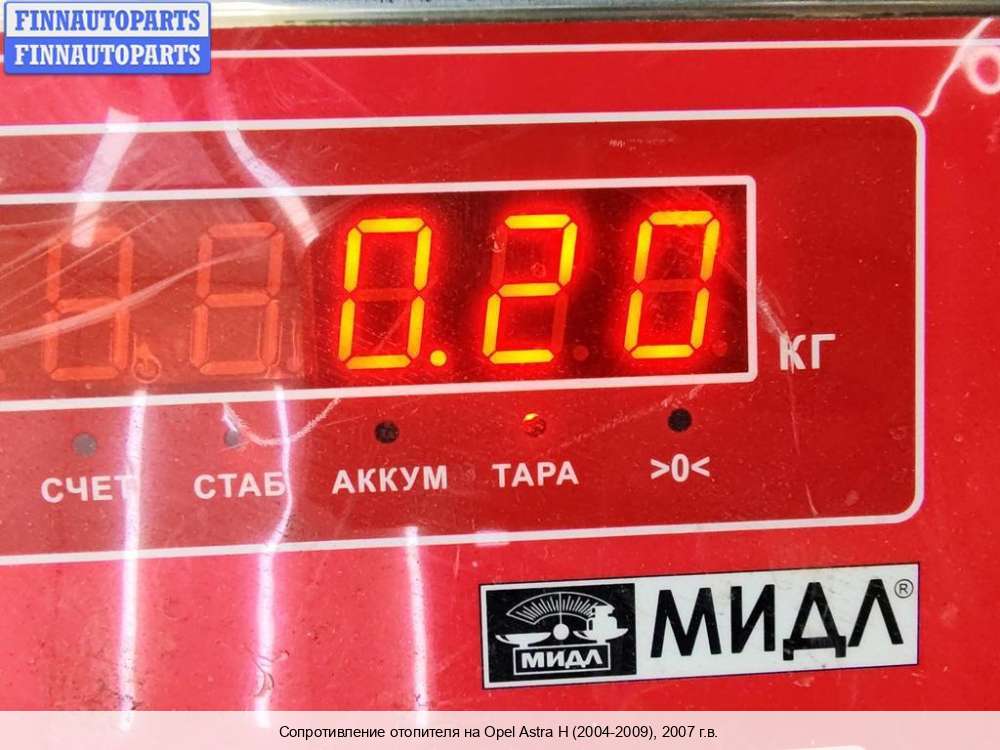 FINNAUTOPARTS
FINNAUTOPARTS
0.20
КГ
СЧЕТ СТАБ АККУМ ТАРА >0<
МИДЛ
МИДЛ®
Сопротивление отопителя на Opel Astra H (2004-2009), 2007 г.в.